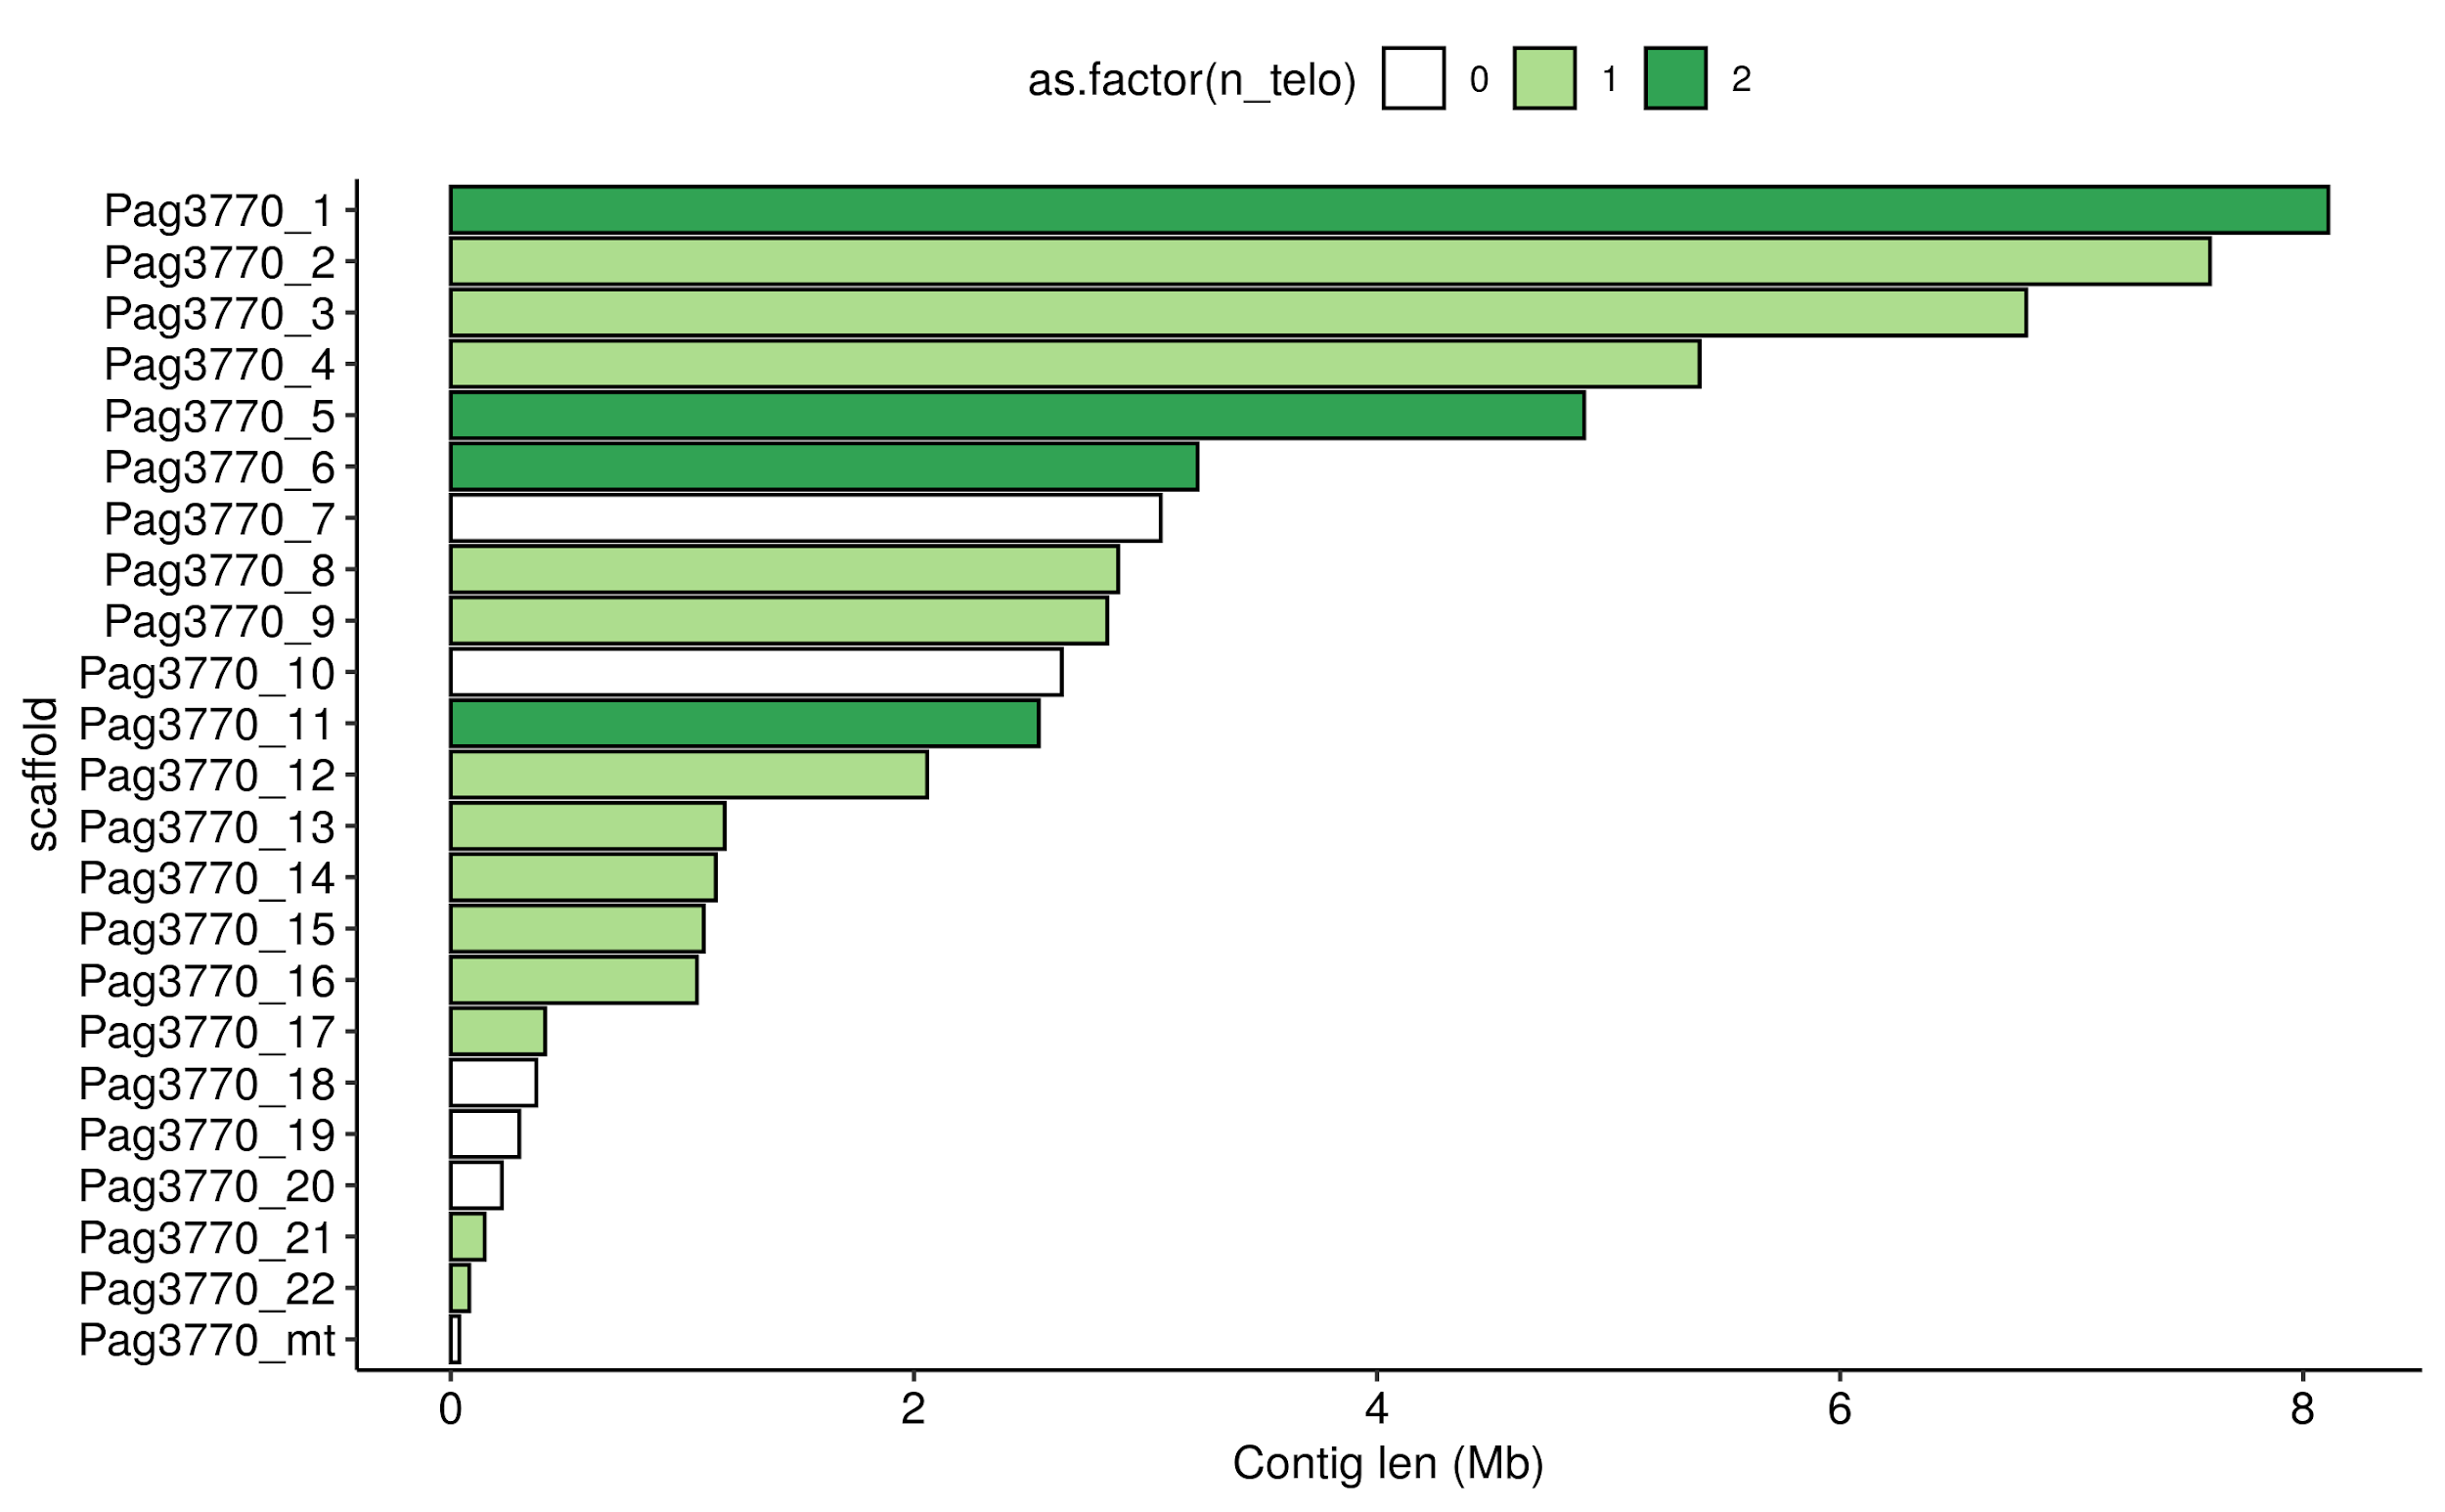 as.factor(n_telo) 0 1 2
Pag3770_1
Pag3770_2
Pag3770_3
Pag3770_4
Pag3770_5
Pag3770_6
Pag3770_7
Pag3770_8
Pag3770_9
Pag3770_10
Pag3770_11
Pag3770_12
Pag3770_13
Pag3770_14
Pag3770_15
Pag3770_16
Pag3770_17
Pag3770_18
Pag3770_19
Pag3770_20
Pag3770_21
Pag3770_22
Pag3770_mt
scaffold
0 2 4 6 8
Contig len (Mb)